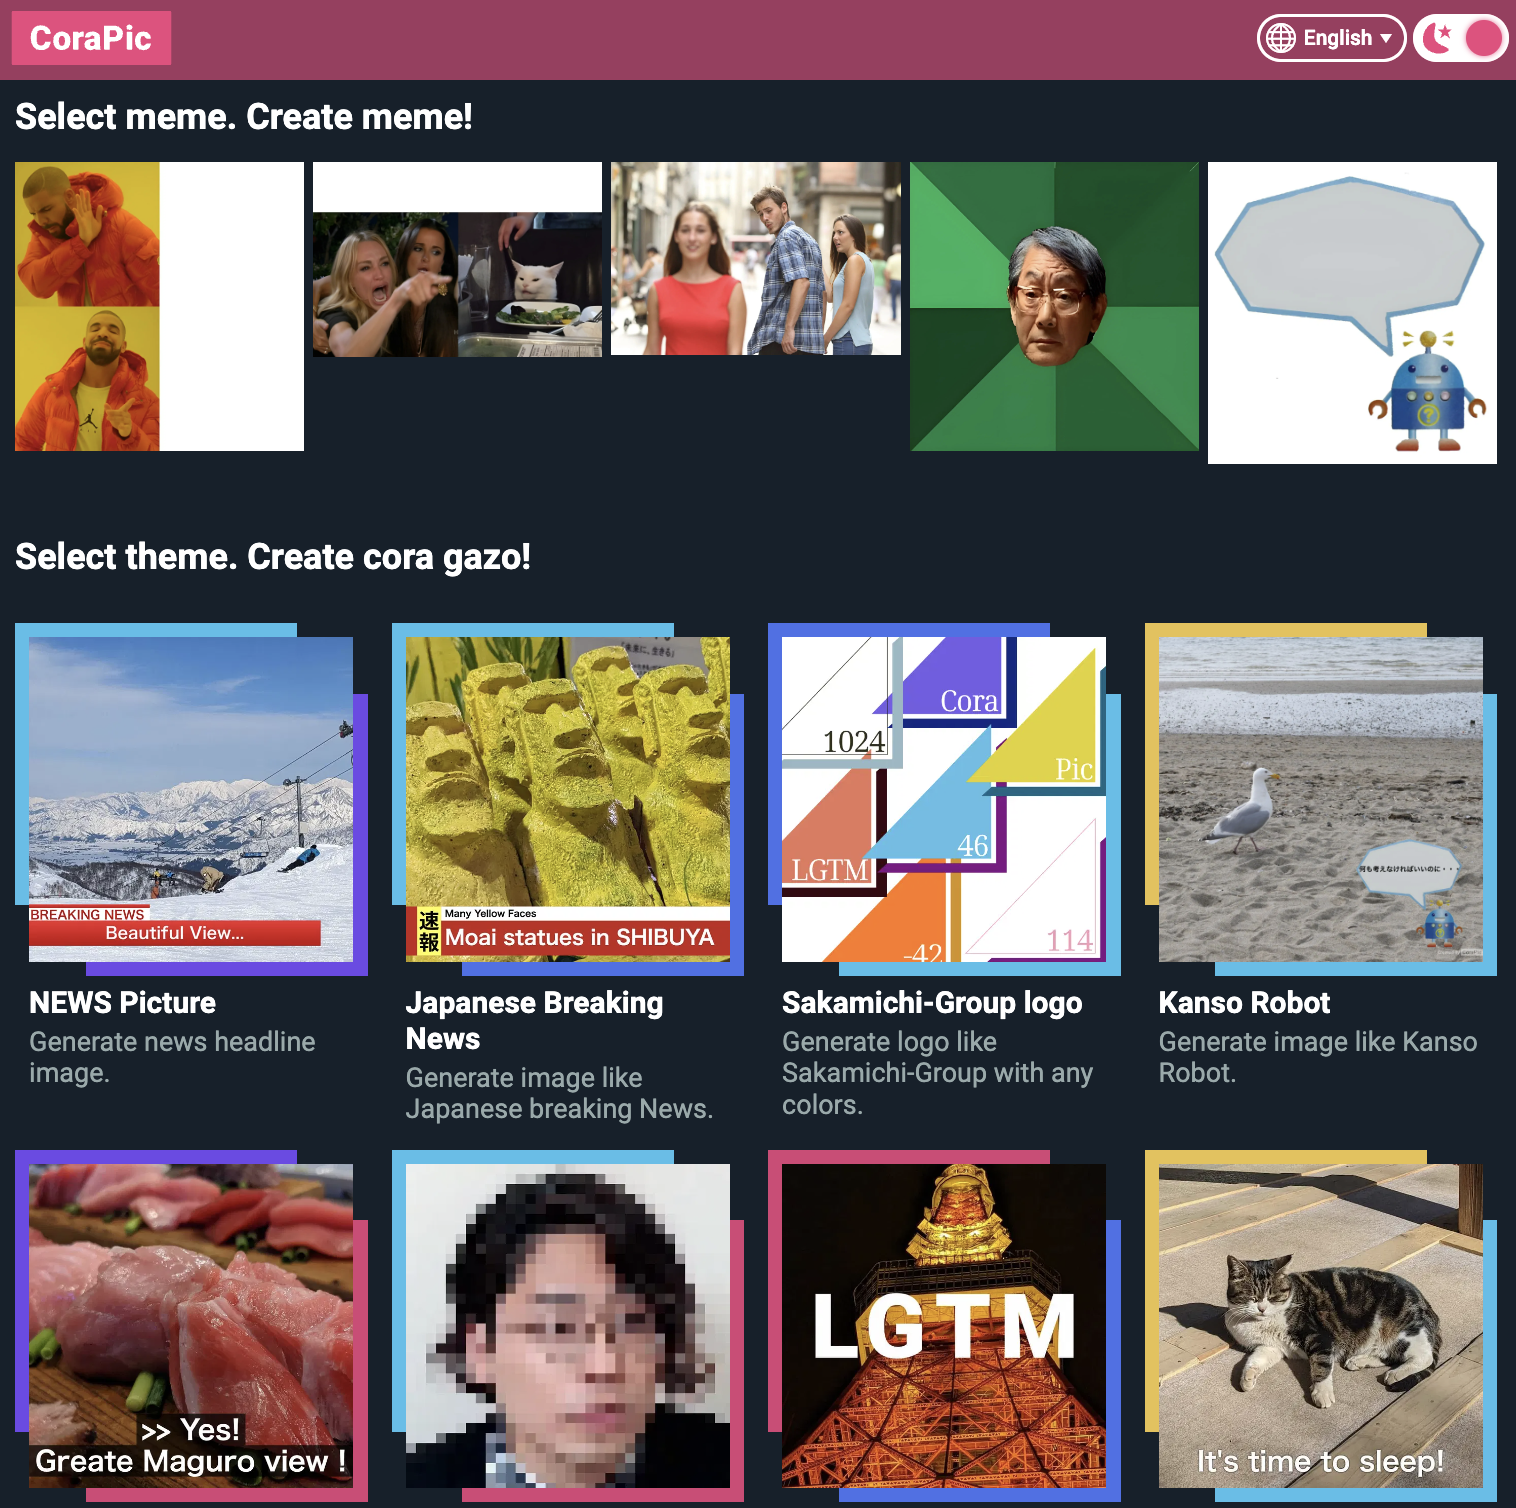 CoraPic
English
Select meme. Create meme!
Select theme. Create cora gazo!
BREAKING NEWS
Beautiful View...
速報
Many Yellow Faces
Moai statues in SHIBUYA
1024
Cora
Pic
LGTM
46
-42
114
何も考えなければいいのに・・・
NEWS Picture
Generate news headline
image.
Japanese Breaking
News
Generate image like
Japanese breaking News.
Sakamichi-Group logo
Generate logo like
Sakamichi-Group with any
colors.
Kanso Robot
Generate image like Kanso
Robot.
>> Yes!
Greate Maguro view !
LGTM
It's time to sleep!